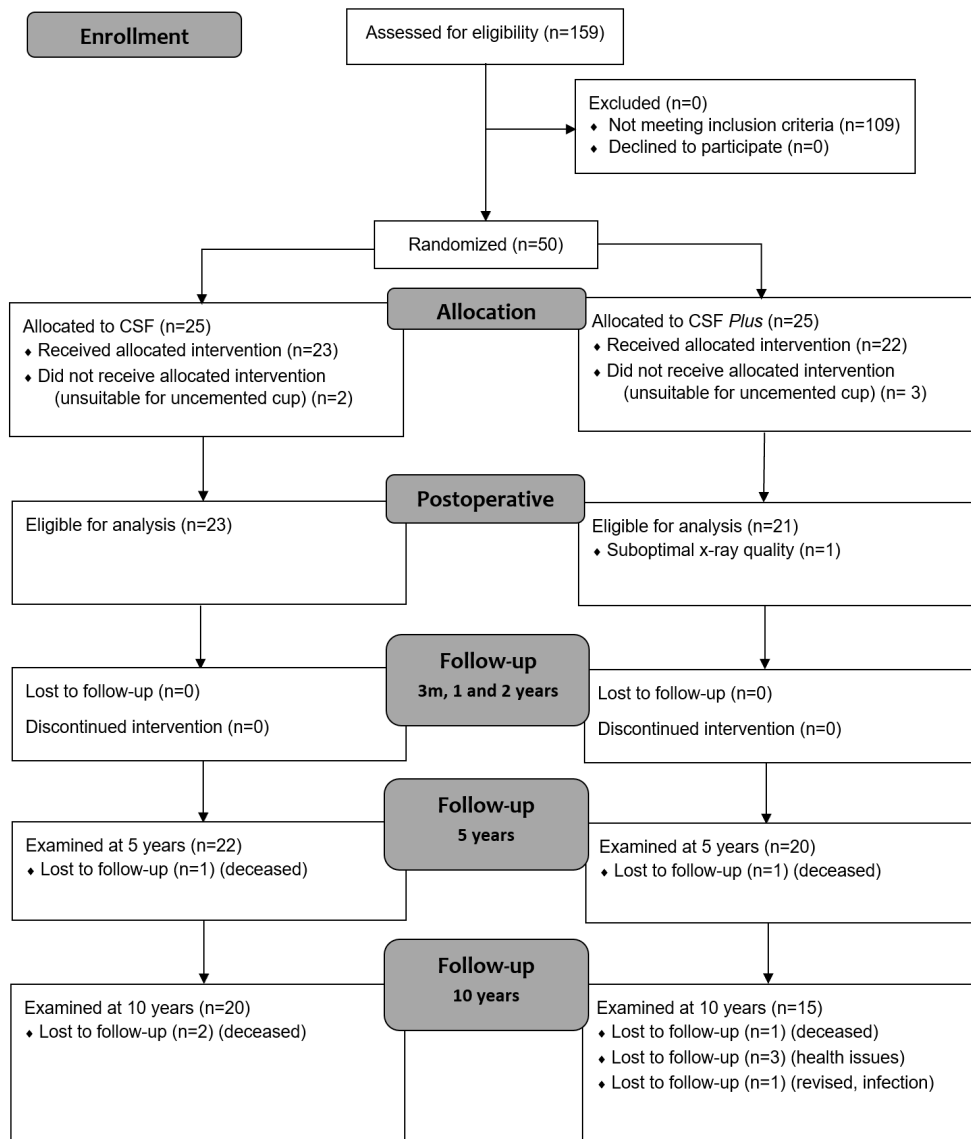 Enrollment
Assessed for eligibility (n=159)
Excluded (n=0)
♦ Not meeting inclusion criteria (n=109)
♦ Declined to participate (n=0)
Randomized (n=50)
Allocation
Allocated to CSF (n=25)
♦ Received allocated intervention (n=23)
♦ Did not receive allocated intervention
(unsuitable for uncemented cup) (n=2)
Allocated to CSF Plus (n=25)
♦ Received allocated intervention (n=22)
♦ Did not receive allocated intervention
(unsuitable for uncemented cup) (n= 3)
Postoperative
Eligible for analysis (n=23)
Eligible for analysis (n=21)
♦ Suboptimal x-ray quality (n=1)
Follow-up
3m, 1 and 2 years
Lost to follow-up (n=0)
Discontinued intervention (n=0)
Lost to follow-up (n=0)
Discontinued intervention (n=0)
Follow-up
5 years
Examined at 5 years (n=22)
♦ Lost to follow-up (n=1) (deceased)
Examined at 5 years (n=20)
♦ Lost to follow-up (n=1) (deceased)
Follow-up
10 years
Examined at 10 years (n=20)
♦ Lost to follow-up (n=2) (deceased)
Examined at 10 years (n=15)
♦ Lost to follow-up (n=1) (deceased)
♦ Lost to follow-up (n=3) (health issues)
♦ Lost to follow-up (n=1) (revised, infection)